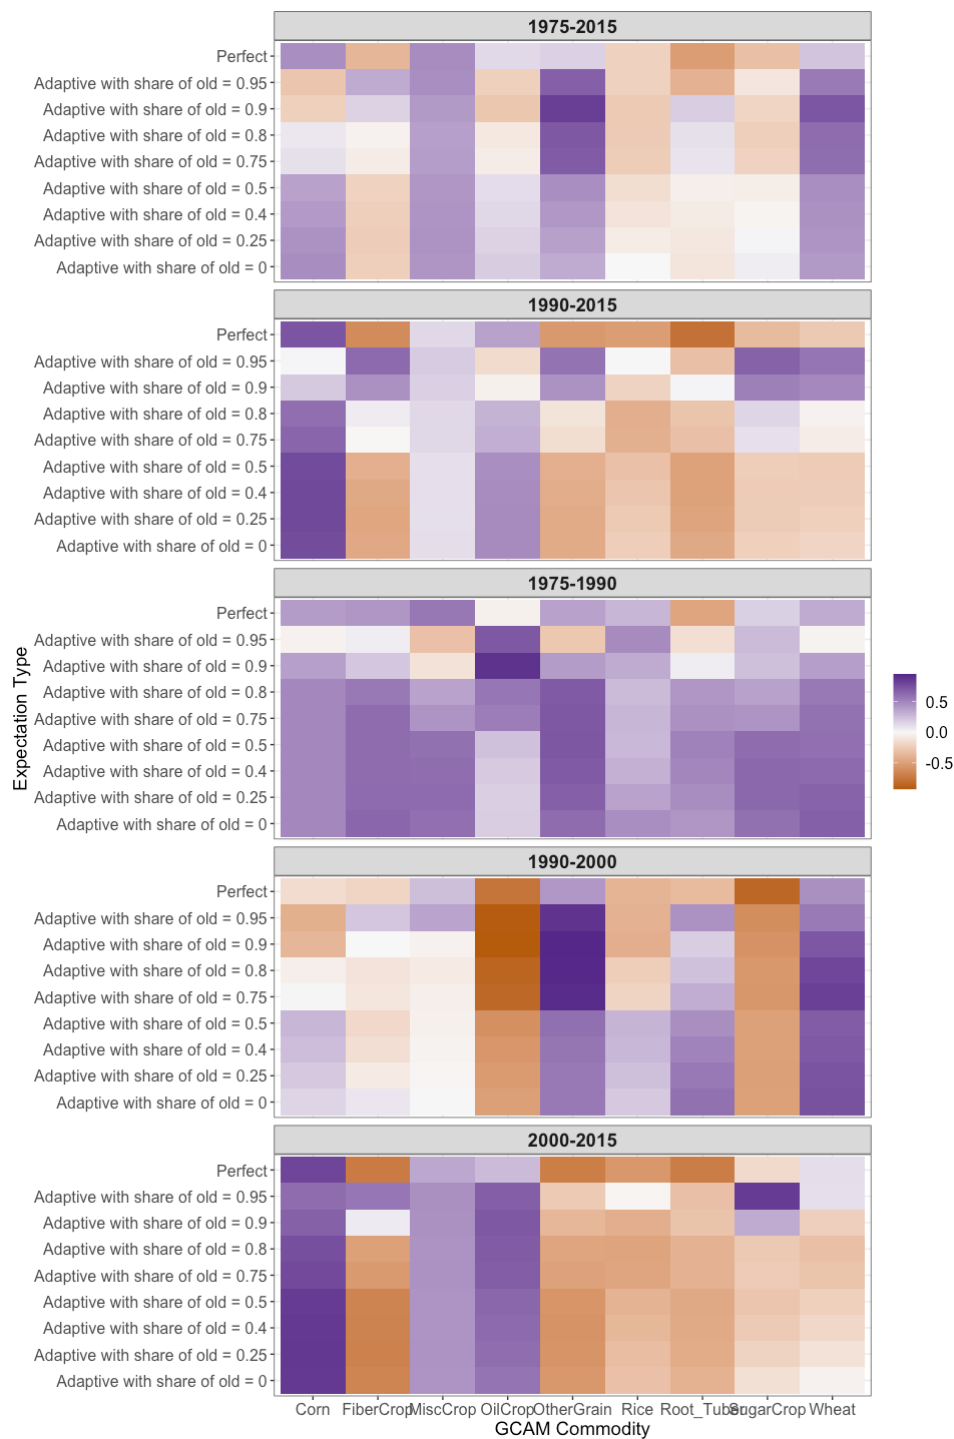 1975-2015
Perfect
Adaptive with share of old = 0.95
Adaptive with share of old = 0.9
Adaptive with share of old = 0.8
Adaptive with share of old = 0.75
Adaptive with share of old = 0.5
Adaptive with share of old = 0.4
Adaptive with share of old = 0.25
Adaptive with share of old = 0
1990-2015
Perfect
Adaptive with share of old = 0.95
Adaptive with share of old = 0.9
Adaptive with share of old = 0.8
Adaptive with share of old = 0.75
Adaptive with share of old = 0.5
Adaptive with share of old = 0.4
Adaptive with share of old = 0.25
Adaptive with share of old = 0
1975-1990
Perfect
Adaptive with share of old = 0.95
Adaptive with share of old = 0.9
Adaptive with share of old = 0.8
Adaptive with share of old = 0.75
Adaptive with share of old = 0.5
Adaptive with share of old = 0.4
Adaptive with share of old = 0.25
Adaptive with share of old = 0
1990-2000
Perfect
Adaptive with share of old = 0.95
Adaptive with share of old = 0.9
Adaptive with share of old = 0.8
Adaptive with share of old = 0.75
Adaptive with share of old = 0.5
Adaptive with share of old = 0.4
Adaptive with share of old = 0.25
Adaptive with share of old = 0
2000-2015
Perfect
Adaptive with share of old = 0.95
Adaptive with share of old = 0.9
Adaptive with share of old = 0.8
Adaptive with share of old = 0.75
Adaptive with share of old = 0.5
Adaptive with share of old = 0.4
Adaptive with share of old = 0.25
Adaptive with share of old = 0
Corn FiberCrop MiscCrop OilCrop OtherGrain Rice Root_Tuber SugarCrop Wheat
GCAM Commodity
Expectation Type
0.5
0.0
-0.5